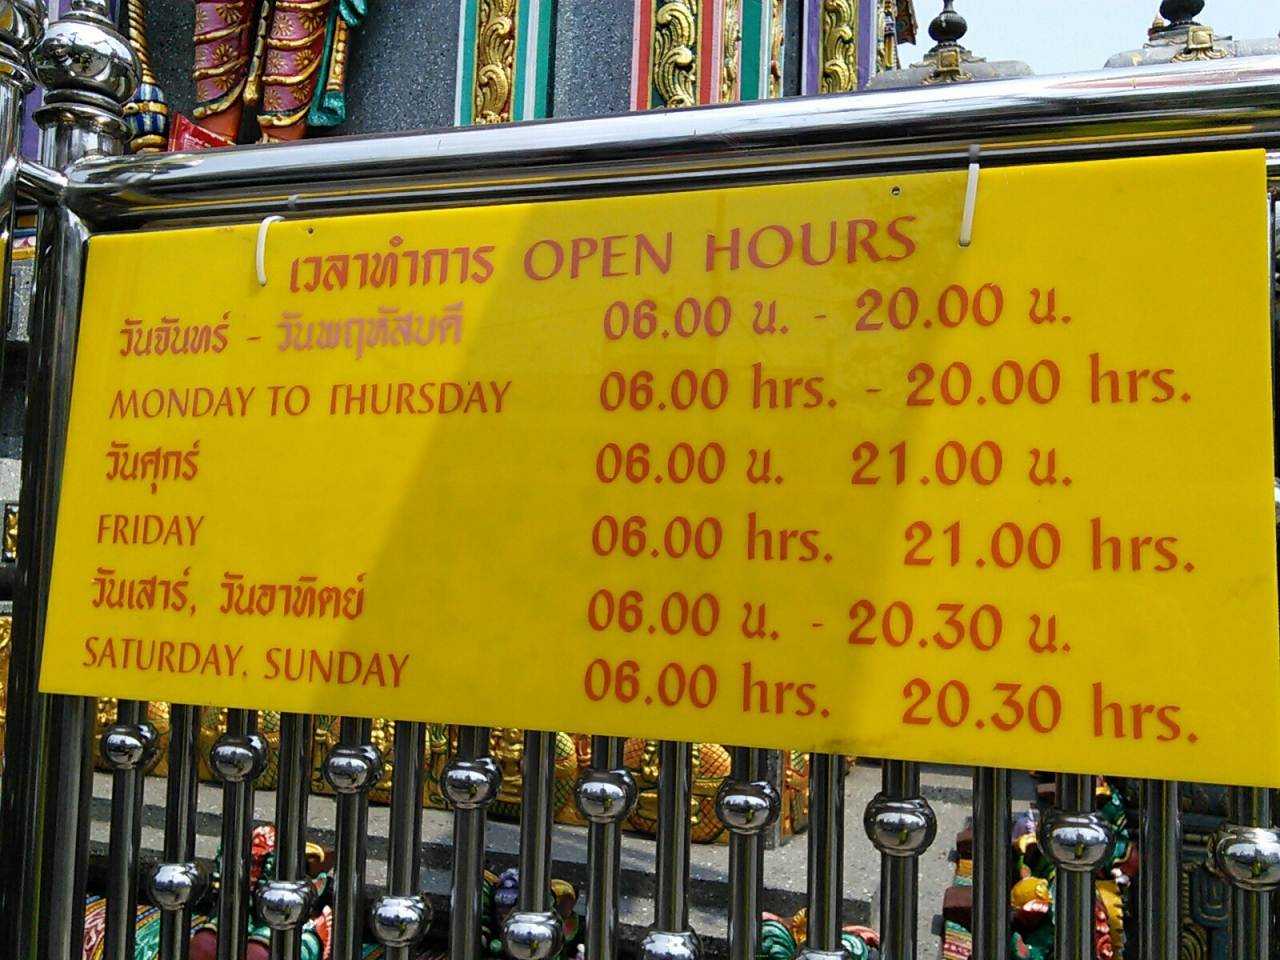 เวลาทำการ OPEN HOURS
วันจันทร์ - วันพฤหัสบดี 06.00 น. - 20.00 น.
MONDAY TO THURSDAY 06.00 hrs. - 20.00 hrs.
วันศุกร์ 06.00 น. 21.00 น.
FRIDAY 06.00 hrs. 21.00 hrs.
วันเสาร์, วันอาทิตย์ 06.00 น. - 20.30 น.
SATURDAY. SUNDAY 06.00 hrs. 20.30 hrs.